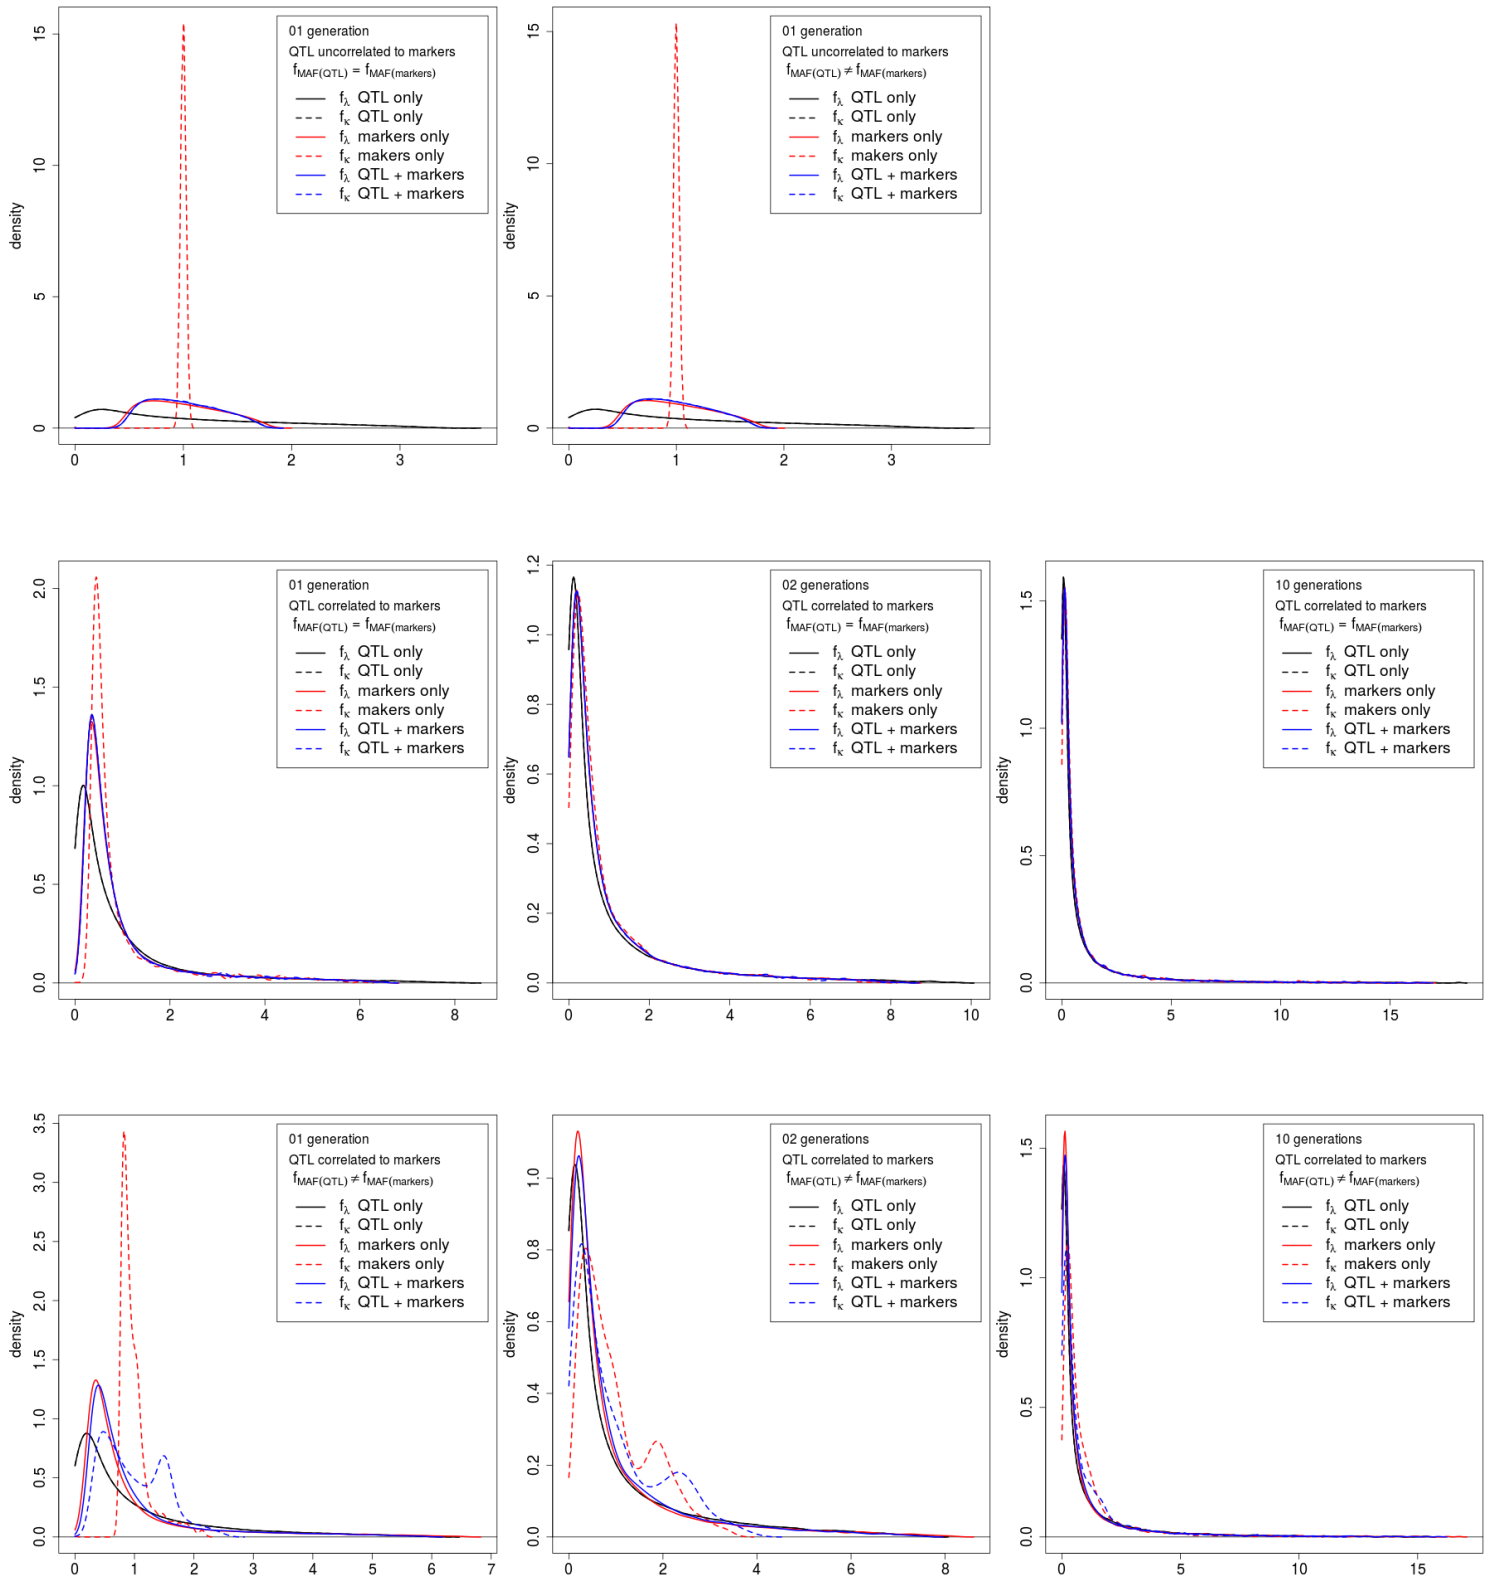 01 generation
QTL uncorrelated to markers
fMAF(QTL) = fMAF(markers)
fλ QTL only
fκ QTL only
fλ markers only
fκ makers only
fλ QTL + markers
fκ QTL + markers
density
0 5 10 15
0 1 2 3
01 generation
QTL uncorrelated to markers
fMAF(QTL) ≠ fMAF(markers)
fλ QTL only
fκ QTL only
fλ markers only
fκ makers only
fλ QTL + markers
fκ QTL + markers
density
0 5 10 15
0 1 2 3
01 generation
QTL correlated to markers
fMAF(QTL) = fMAF(markers)
fλ QTL only
fκ QTL only
fλ markers only
fκ makers only
fλ QTL + markers
fκ QTL + markers
density
0.0 0.5 1.0 1.5 2.0
0 2 4 6 8
02 generations
QTL correlated to markers
fMAF(QTL) = fMAF(markers)
fλ QTL only
fκ QTL only
fλ markers only
fκ makers only
fλ QTL + markers
fκ QTL + markers
density
0.0 0.2 0.4 0.6 0.8 1.0 1.2
0 2 4 6 8 10
10 generations
QTL correlated to markers
fMAF(QTL) = fMAF(markers)
fλ QTL only
fκ QTL only
fλ markers only
fκ makers only
fλ QTL + markers
fκ QTL + markers
density
0.0 0.5 1.0 1.5
0 5 10 15
01 generation
QTL correlated to markers
fMAF(QTL) ≠ fMAF(markers)
fλ QTL only
fκ QTL only
fλ markers only
fκ makers only
fλ QTL + markers
fκ QTL + markers
density
0.0 0.5 1.0 1.5 2.0 2.5 3.0 3.5
0 1 2 3 4 5 6 7
02 generations
QTL correlated to markers
fMAF(QTL) ≠ fMAF(markers)
fλ QTL only
fκ QTL only
fλ markers only
fκ makers only
fλ QTL + markers
fκ QTL + markers
density
0.0 0.2 0.4 0.6 0.8 1.0
0 2 4 6 8
10 generations
QTL correlated to markers
fMAF(QTL) ≠ fMAF(markers)
fλ QTL only
fκ QTL only
fλ markers only
fκ makers only
fλ QTL + markers
fκ QTL + markers
density
0.0 0.5 1.0 1.5
0 5 10 15